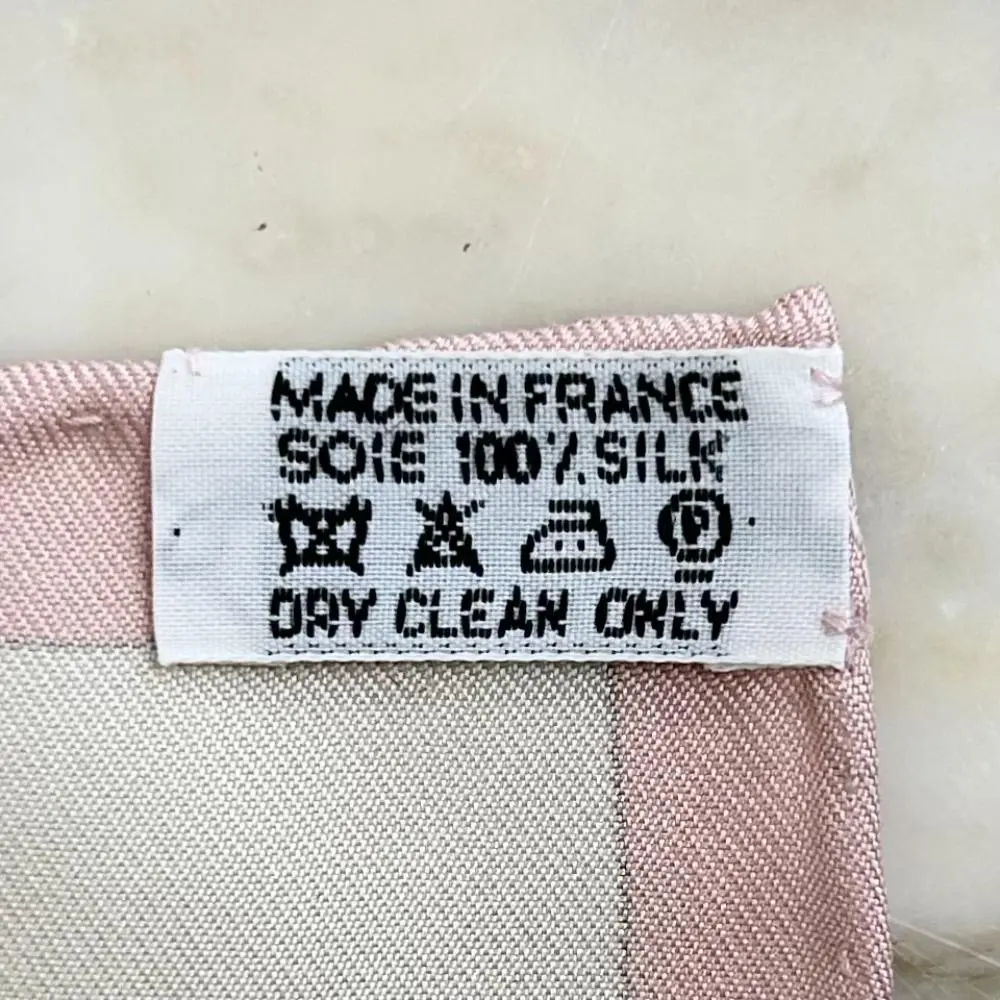 MADE IN FRANCE
SOIE 100% SILK
P
DRY CLEAN ONLY